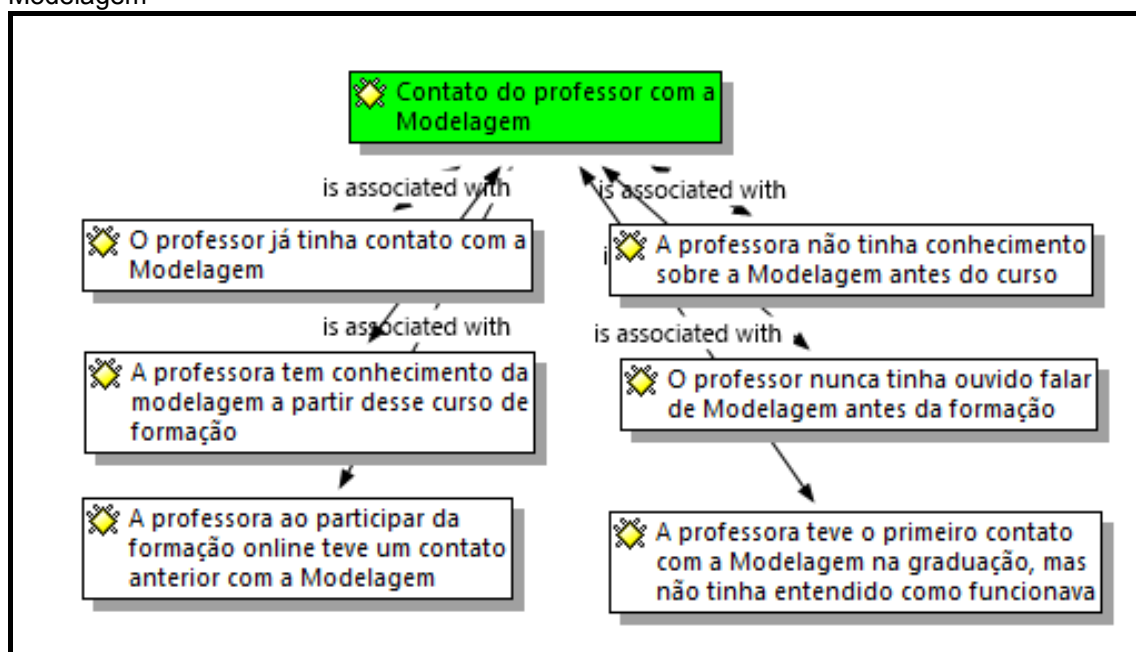 Modelagem
Contato do professor com a
Modelagem
is associated with
is associated with
O professor já tinha contato com a
Modelagem
A professora não tinha conhecimento
sobre a Modelagem antes do curso
is associated with
is associated with
A professora tem conhecimento da
modelagem a partir desse curso de
formação
O professor nunca tinha ouvido falar
de Modelagem antes da formação
A professora ao participar da
formação online teve um contato
anterior com a Modelagem
A professora teve o primeiro contato
com a Modelagem na graduação, mas
não tinha entendido como funcionava